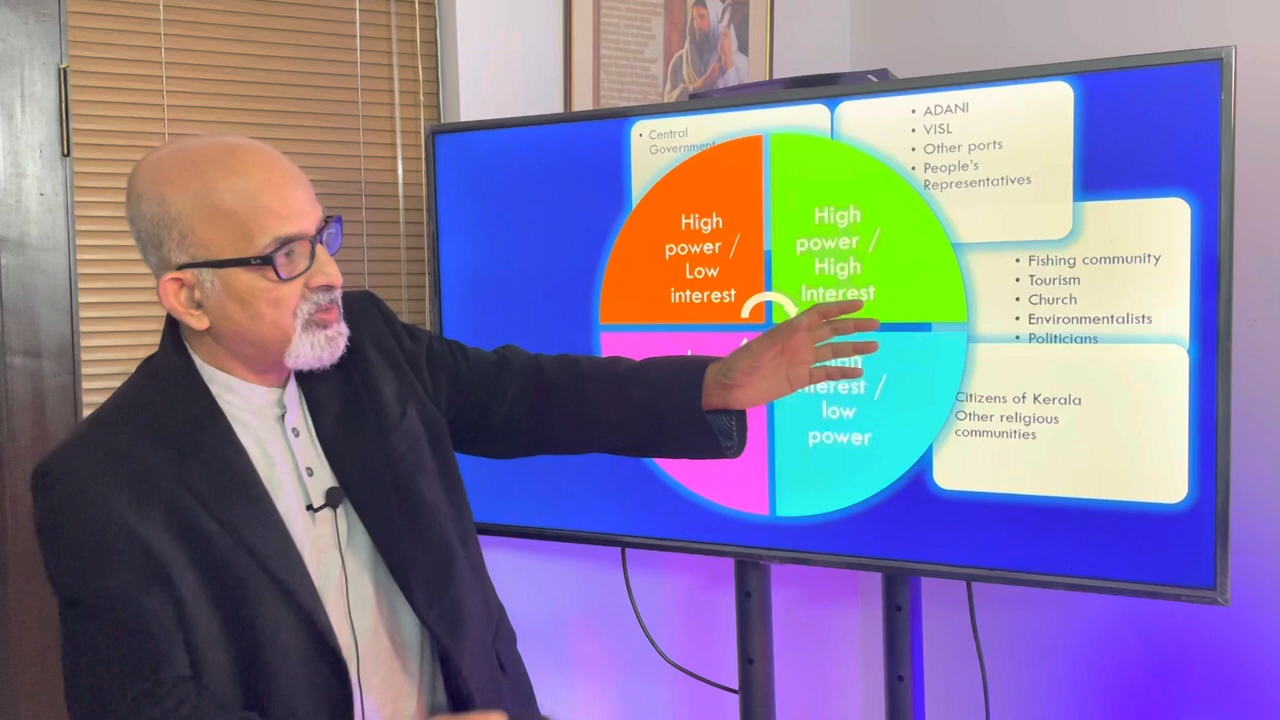 • Central
Government
• ADANI
• VISL
• Other ports
• People's
Representatives
High
power /
Low
interest
High
power /
High
Interest
• Fishing community
• Tourism
• Church
• Environmentalists
• Politicians
low
power
Citizens of Kerala
Other religious
communities